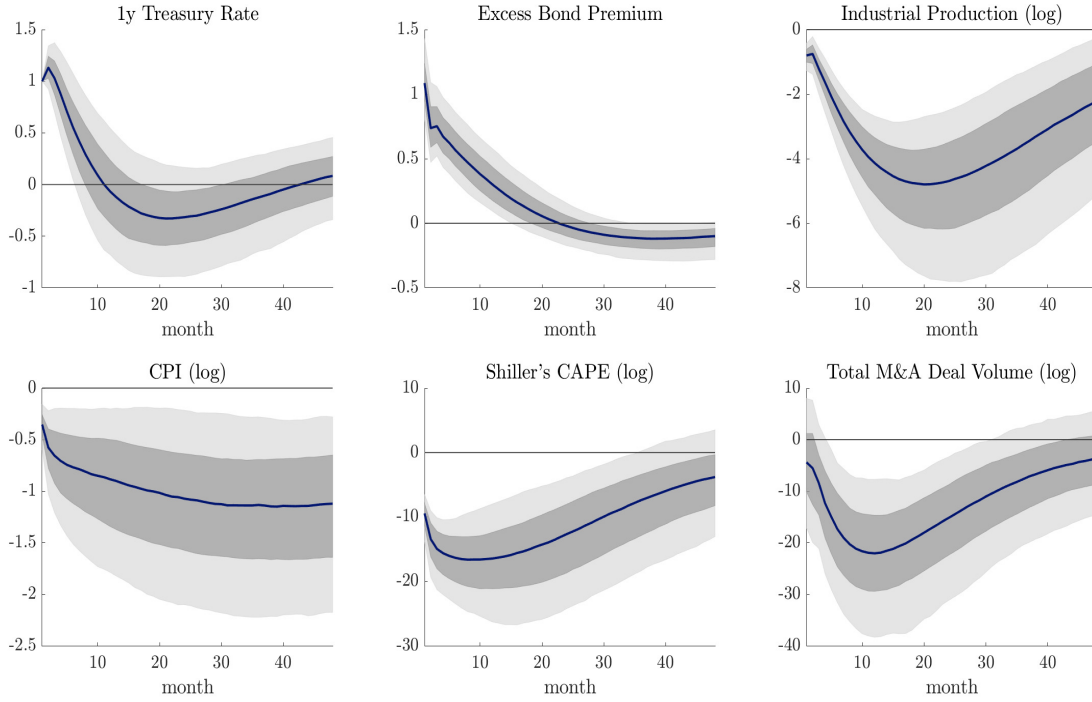 1y Treasury Rate
1.5
1
0.5
0
-0.5
-1
10 20 30 40
month
Excess Bond Premium
1.5
1
0.5
0
-0.5
10 20 30 40
month
Industrial Production (log)
0
-2
-4
-6
-8
10 20 30 40
month
CPI (log)
0
-0.5
-1
-1.5
-2
-2.5
10 20 30 40
month
Shiller's CAPE (log)
10
0
-10
-20
-30
10 20 30 40
month
Total M&A Deal Volume (log)
10
0
-10
-20
-30
-40
10 20 30 40
month